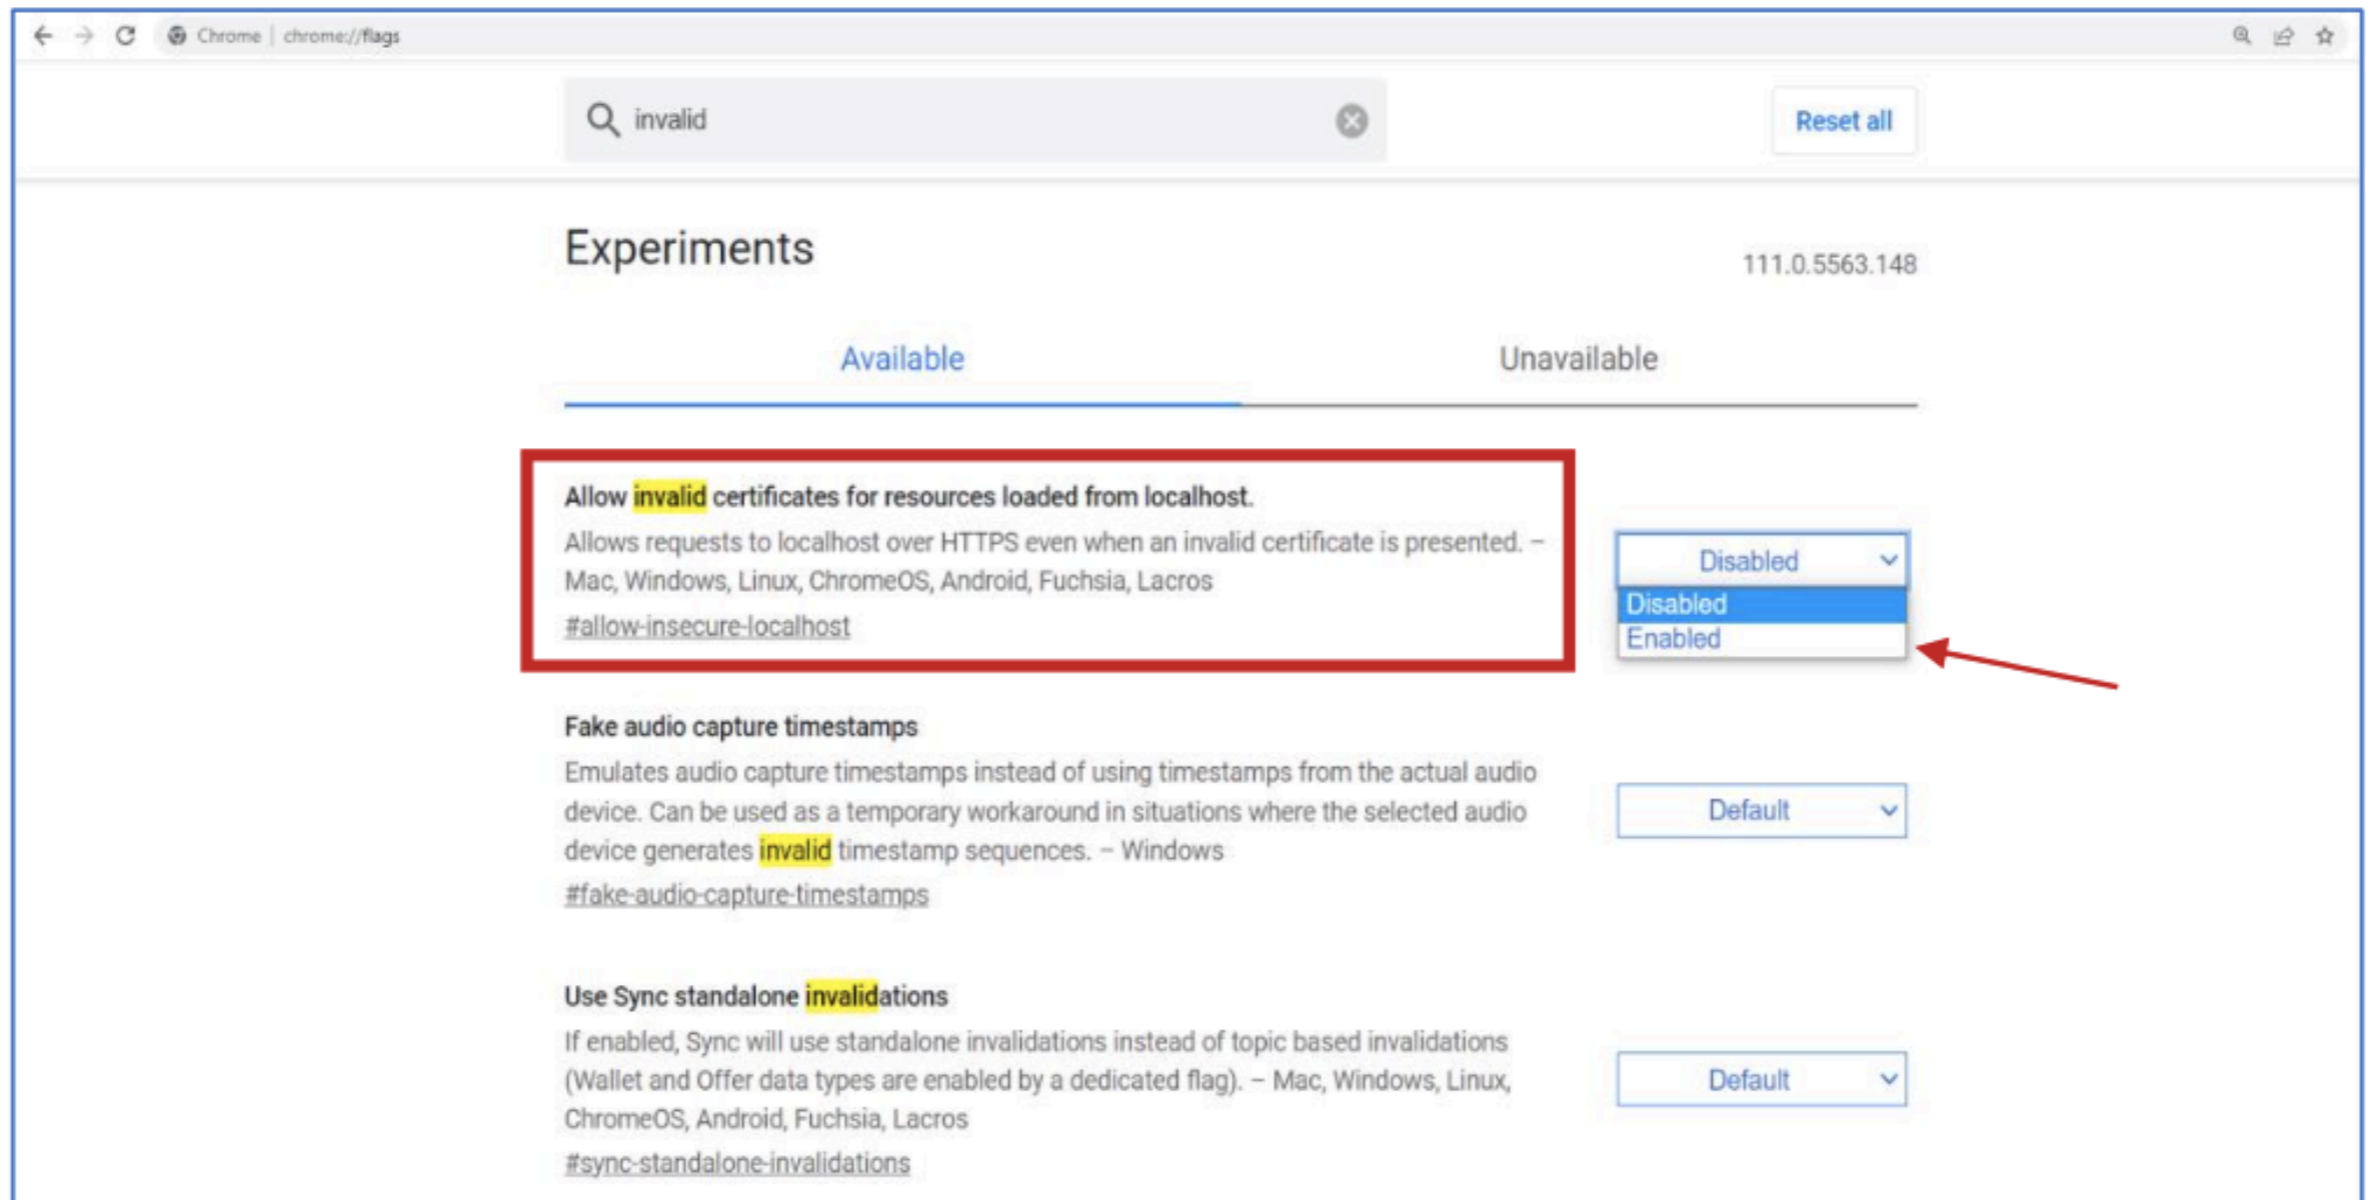 Chrome | chrome://flags
invalid
Reset all
Experiments
111.0.5563.148
Available
Unavailable
Allow invalid certificates for resources loaded from localhost.
Allows requests to localhost over HTTPS even when an invalid certificate is presented. –
Mac, Windows, Linux, ChromeOS, Android, Fuchsia, Lacros
#allow-insecure-localhost
Disabled
Disabled
Enabled
Fake audio capture timestamps
Emulates audio capture timestamps instead of using timestamps from the actual audio
device. Can be used as a temporary workaround in situations where the selected audio
device generates invalid timestamp sequences. – Windows
#fake-audio-capture-timestamps
Default
Use Sync standalone invalidations
If enabled, Sync will use standalone invalidations instead of topic based invalidations
(Wallet and Offer data types are enabled by a dedicated flag). – Mac, Windows, Linux,
ChromeOS, Android, Fuchsia, Lacros
#sync-standalone-invalidations
Default